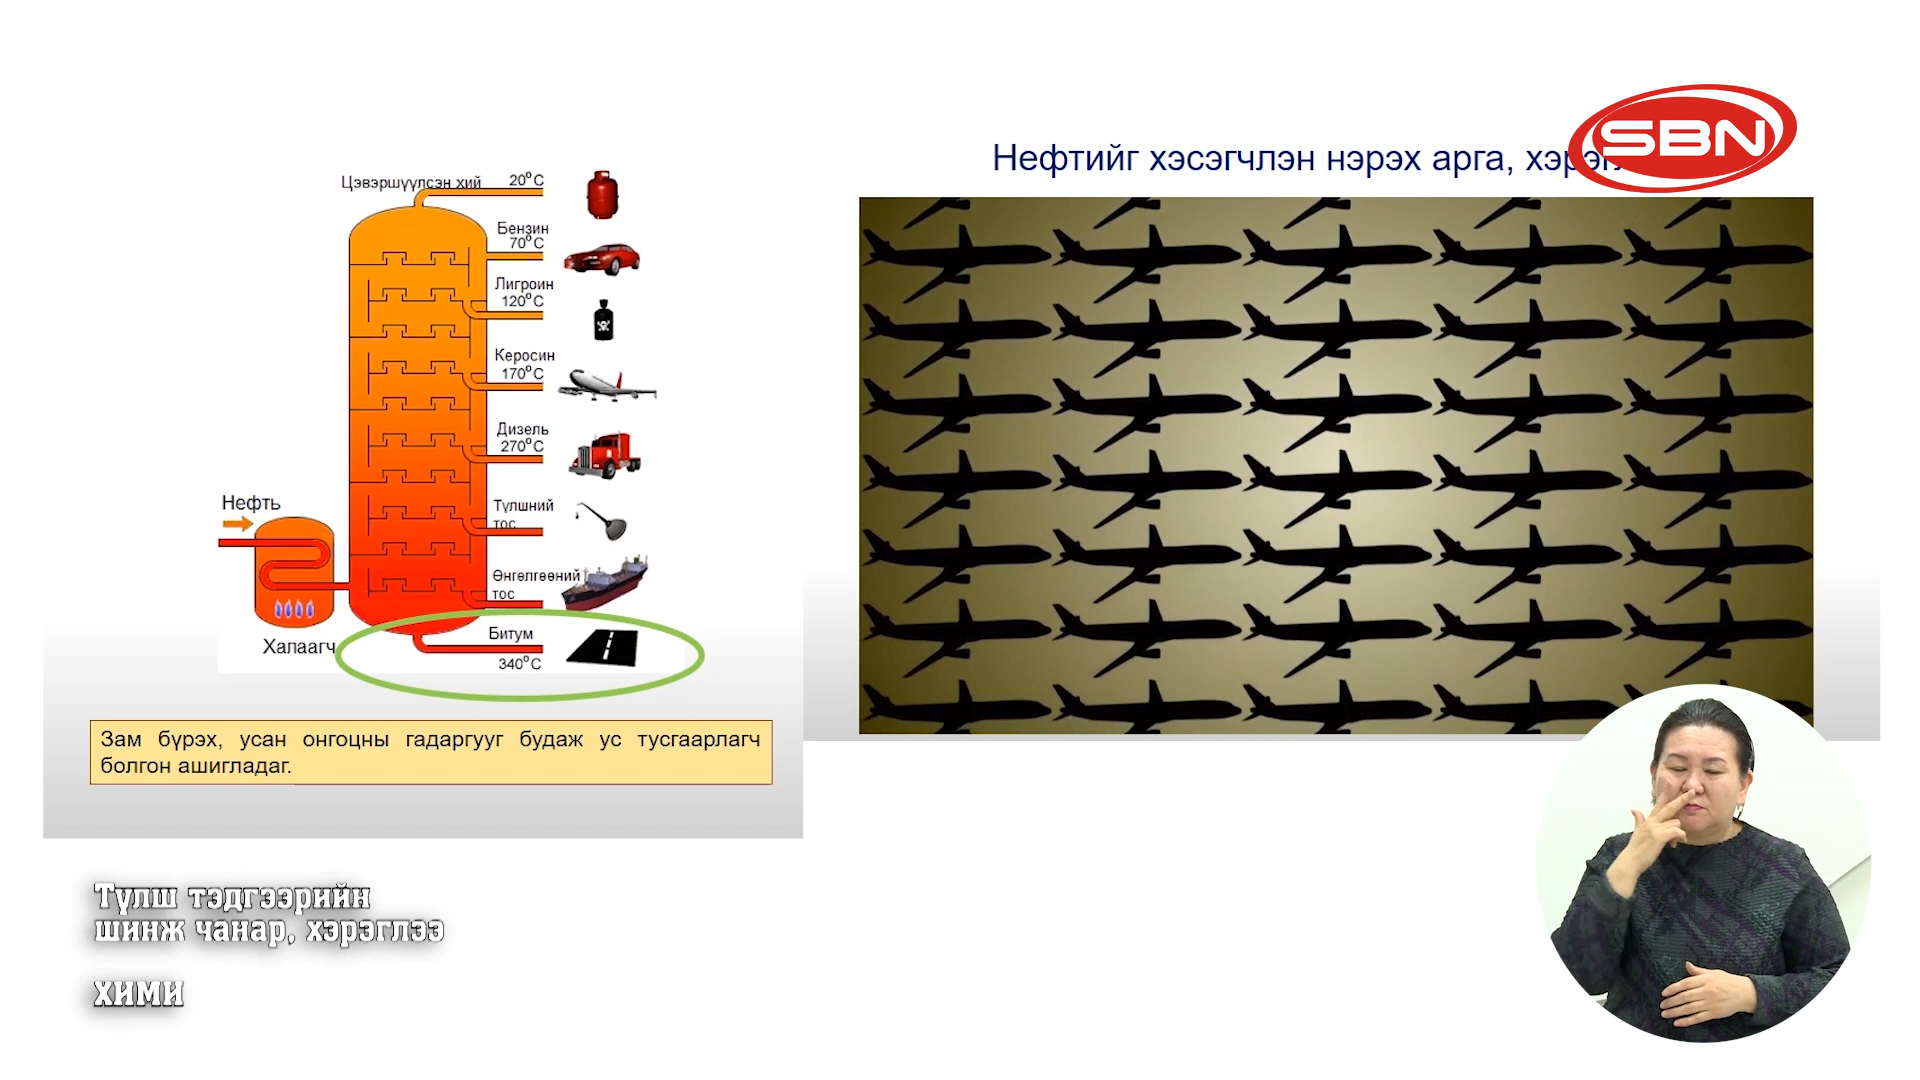 SBN
Нефтийг хэсэгчлэн нэрэх арга,
Цэвэршүүлсэн хий 20°C
Бензин
70°C
Лигроин
120°C
Керосин
170°C
Дизель
270°C
Түлшний
тос
Өнгөлгөөний
тос
Битум
340°C
Нефть
Халаагч
Зам бүрэх, усан онгоцны гадаргууг будаж ус тусгаарлагч
болгон ашигладаг.
Түлш тэдгээрийн
шинж чанар, хэрэглээ
ХИМИ